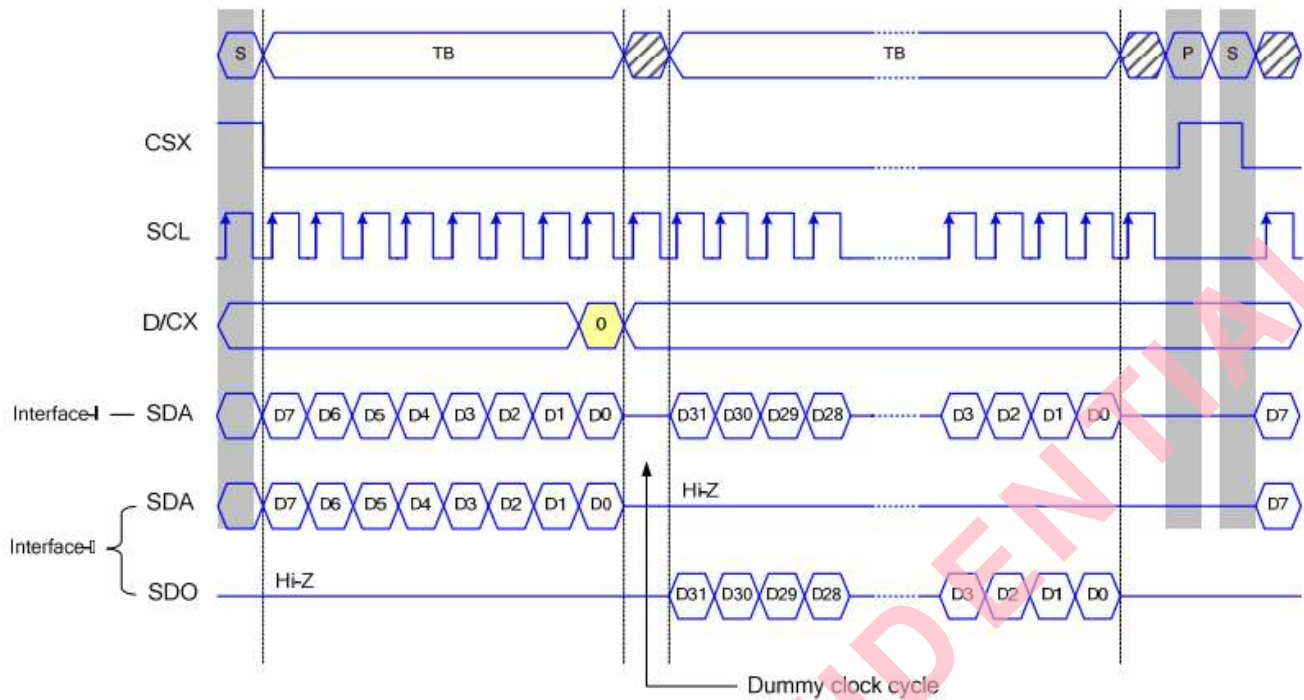 S TB TB P S
CSX
SCL
D/CX 0
Interface-I SDA D7 D6 D5 D4 D3 D2 D1 D0 D31 D30 D29 D28 D3 D2 D1 D0 D7
SDA D7 D6 D5 D4 D3 D2 D1 D0 Hi-Z D7
Interface-
SDO Hi-Z D31 D30 D29 D28 D3 D2 D1 D0
Dummy clock cycle
IDENTIAL